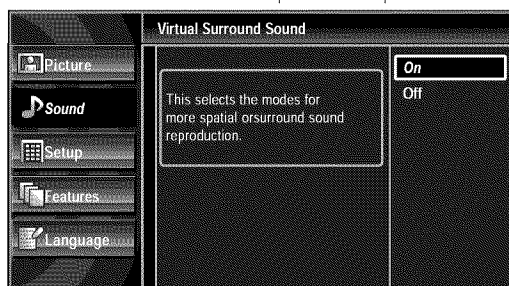 Virtual Surround Sound
Picture
Sound
Setup
Features
Language
This selects the modes for
more spatial orsurround sound
reproduction.
On
Off